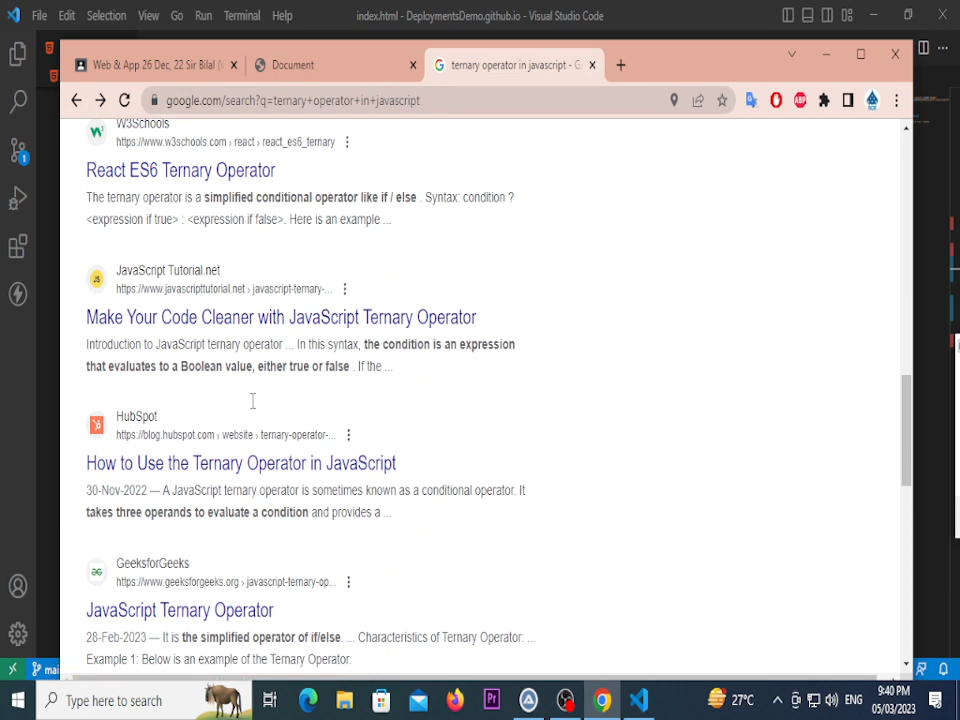 File Edit Selection View Go Run Terminal Help index.html - DeploymentsDemo.github.io - Visual Studio Code
Web & App 26 Dec, 22 Sir Bilal Document ternary operator in javascript - G
google.com/search?q=ternary+operator+in+javascript
W3Schools
https://www.w3schools.com › react › react_es6_ternary
React ES6 Ternary Operator
The ternary operator is a simplified conditional operator like if / else . Syntax: condition ?
<expression if true> : <expression if false>. Here is an example ...
JavaScript Tutorial.net
https://www.javascripttutorial.net › javascript-ternary-...
Make Your Code Cleaner with JavaScript Ternary Operator
Introduction to JavaScript ternary operator ... In this syntax, the condition is an expression
that evaluates to a Boolean value, either true or false . If the ...
HubSpot
https://blog.hubspot.com › website › ternary-operator-...
How to Use the Ternary Operator in JavaScript
30-Nov-2022 — A JavaScript ternary operator is sometimes known as a conditional operator. It
takes three operands to evaluate a condition and provides a ...
GeeksforGeeks
https://www.geeksforgeeks.org › javascript-ternary-op...
JavaScript Ternary Operator
28-Feb-2023 — It is the simplified operator of if/else. ... Characteristics of Ternary Operator: ...
Example 1: Below is an example of the Ternary Operator.
mai
Type here to search 27°C ENG 9:40 PM
05/03/2023